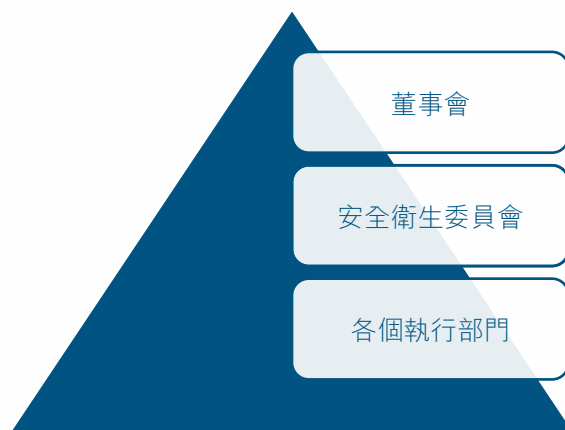 董事會
安全衛生委員會
各個執行部門